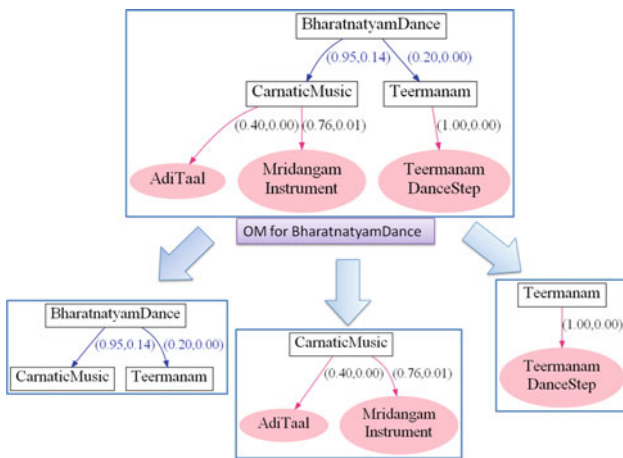 BharatnatyamDance
(0.95,0.14) (0.20,0.00)
CarnaticMusic Teermanam
(0.40,0.00) (0.76,0.01) (1.00,0.00)
AdiTaal
Mridangam
Instrument
Teermanam
DanceStep
OM for BharatnatyamDance
BharatnatyamDance
(0.95,0.14) (0.20,0.00)
CarnaticMusic Teermanam
CarnaticMusic
(0.40,0.00) (0.76,0.01)
AdiTaal
Mridangam
Instrument
Teermanam
(1.00,0.00)
Teermanam
DanceStep